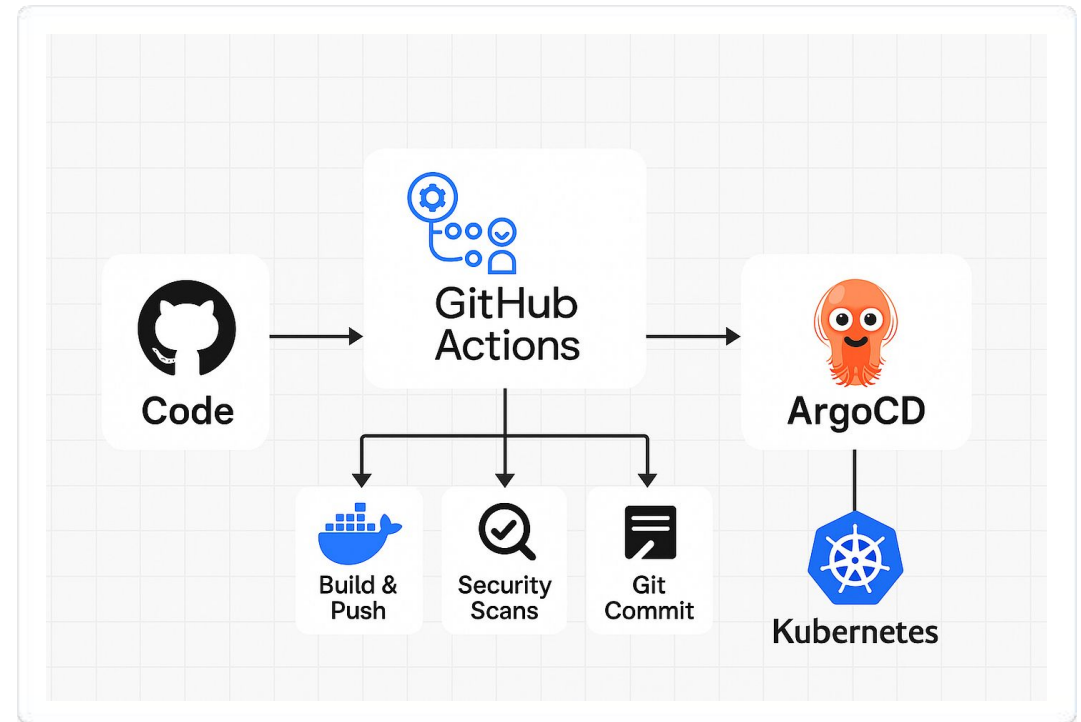 Code
GitHub
Actions
ArgoCD
Build &
Push
Security
Scans
Git
Commit
Kubernetes